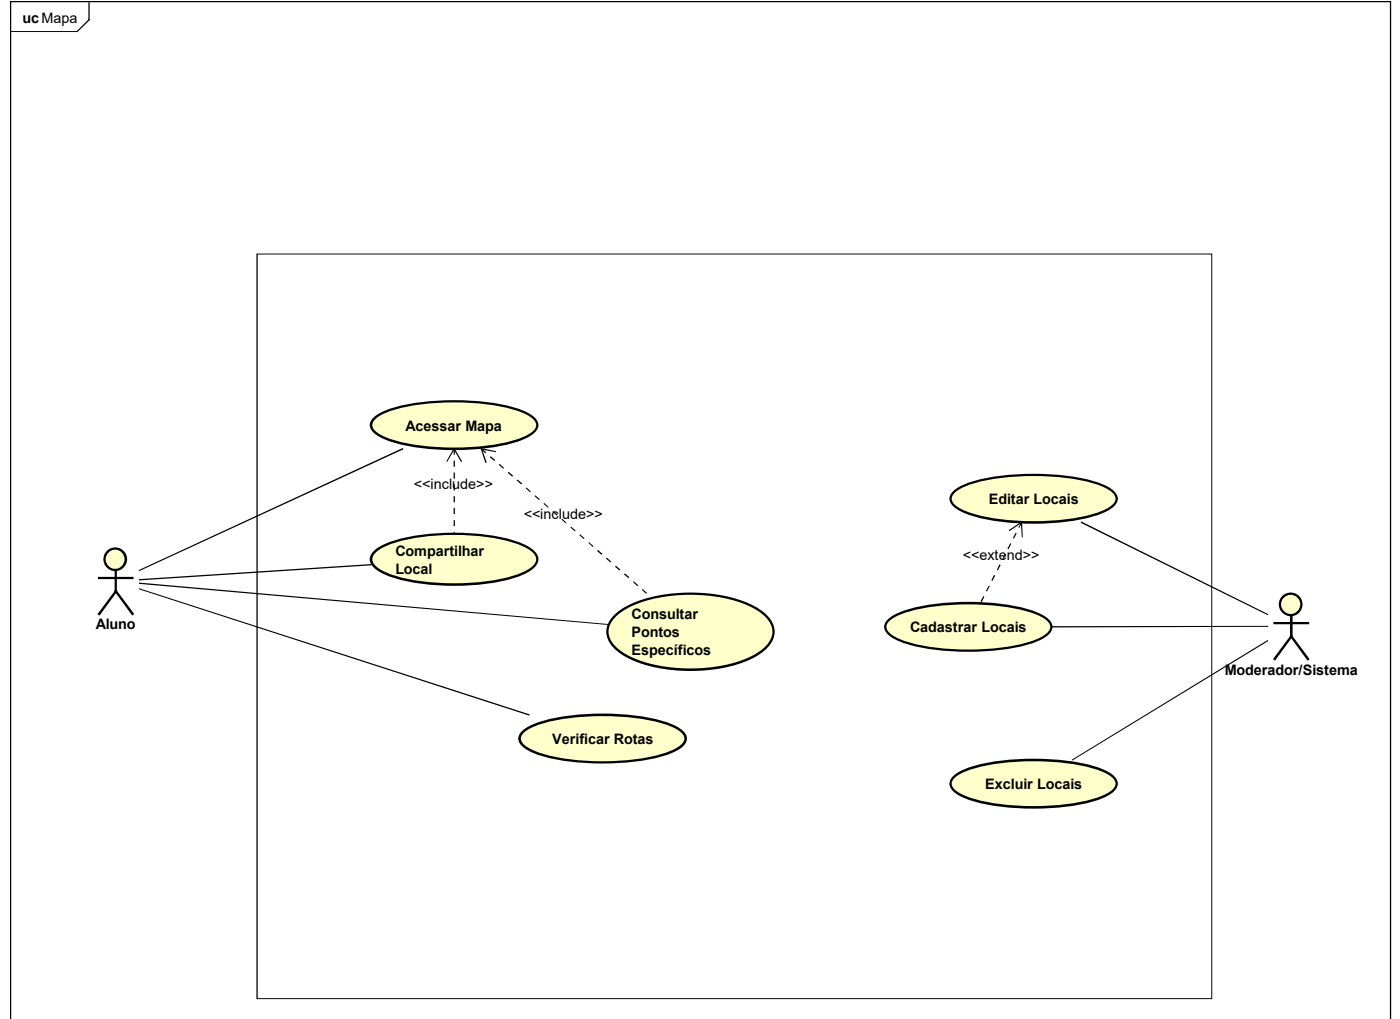 uc Mapa
Acessar Mapa
<<include>>
<<include>>
Compartilhar
Local
Consultar
Pontos
Específicos
Verificar Rotas
Aluno
Editar Locais
<<extend>>
Cadastrar Locais
Excluir Locais
Moderador/Sistema